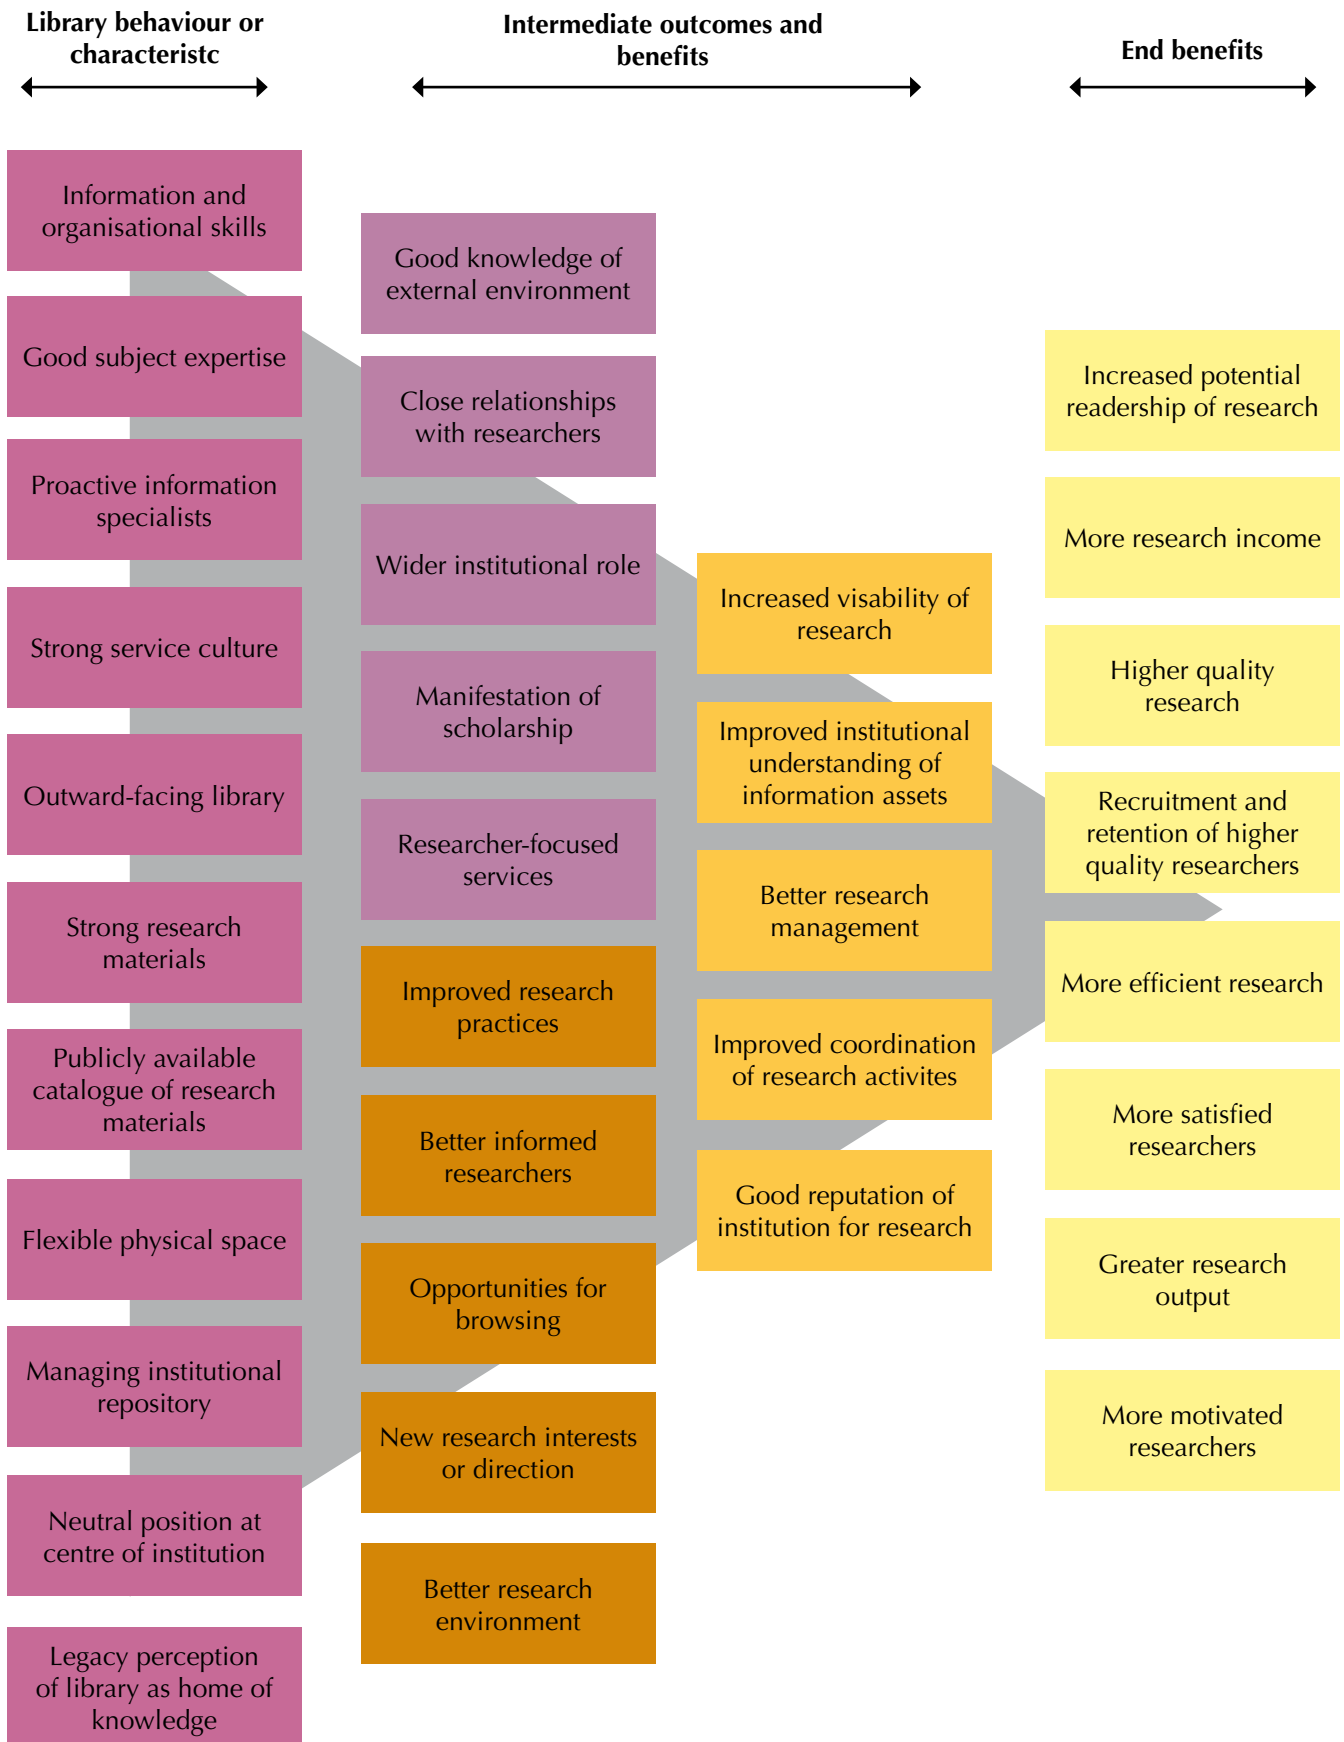 Library behaviour or
characteristc
Intermediate outcomes and
benefits
End benefits
Information and
organisational skills
Good subject expertise
Proactive information
specialists
Strong service culture
Outward-facing library
Strong research
materials
Publicly available
catalogue of research
materials
Flexible physical space
Managing institutional
repository
Neutral position at
centre of institution
Legacy perception
of library as home of
knowledge
Good knowledge of
external environment
Close relationships
with researchers
Wider institutional role
Manifestation of
scholarship
Researcher-focused
services
Improved research
practices
Better informed
researchers
Opportunities for
browsing
New research interests
or direction
Better research
environment
Increased visability of
research
Improved institutional
understanding of
information assets
Better research
management
Improved coordination
of research activites
Good reputation of
institution for research
Increased potential
readership of research
More research income
Higher quality
research
Recruitment and
retention of higher
quality researchers
More efficient research
More satisfied
researchers
Greater research
output
More motivated
researchers